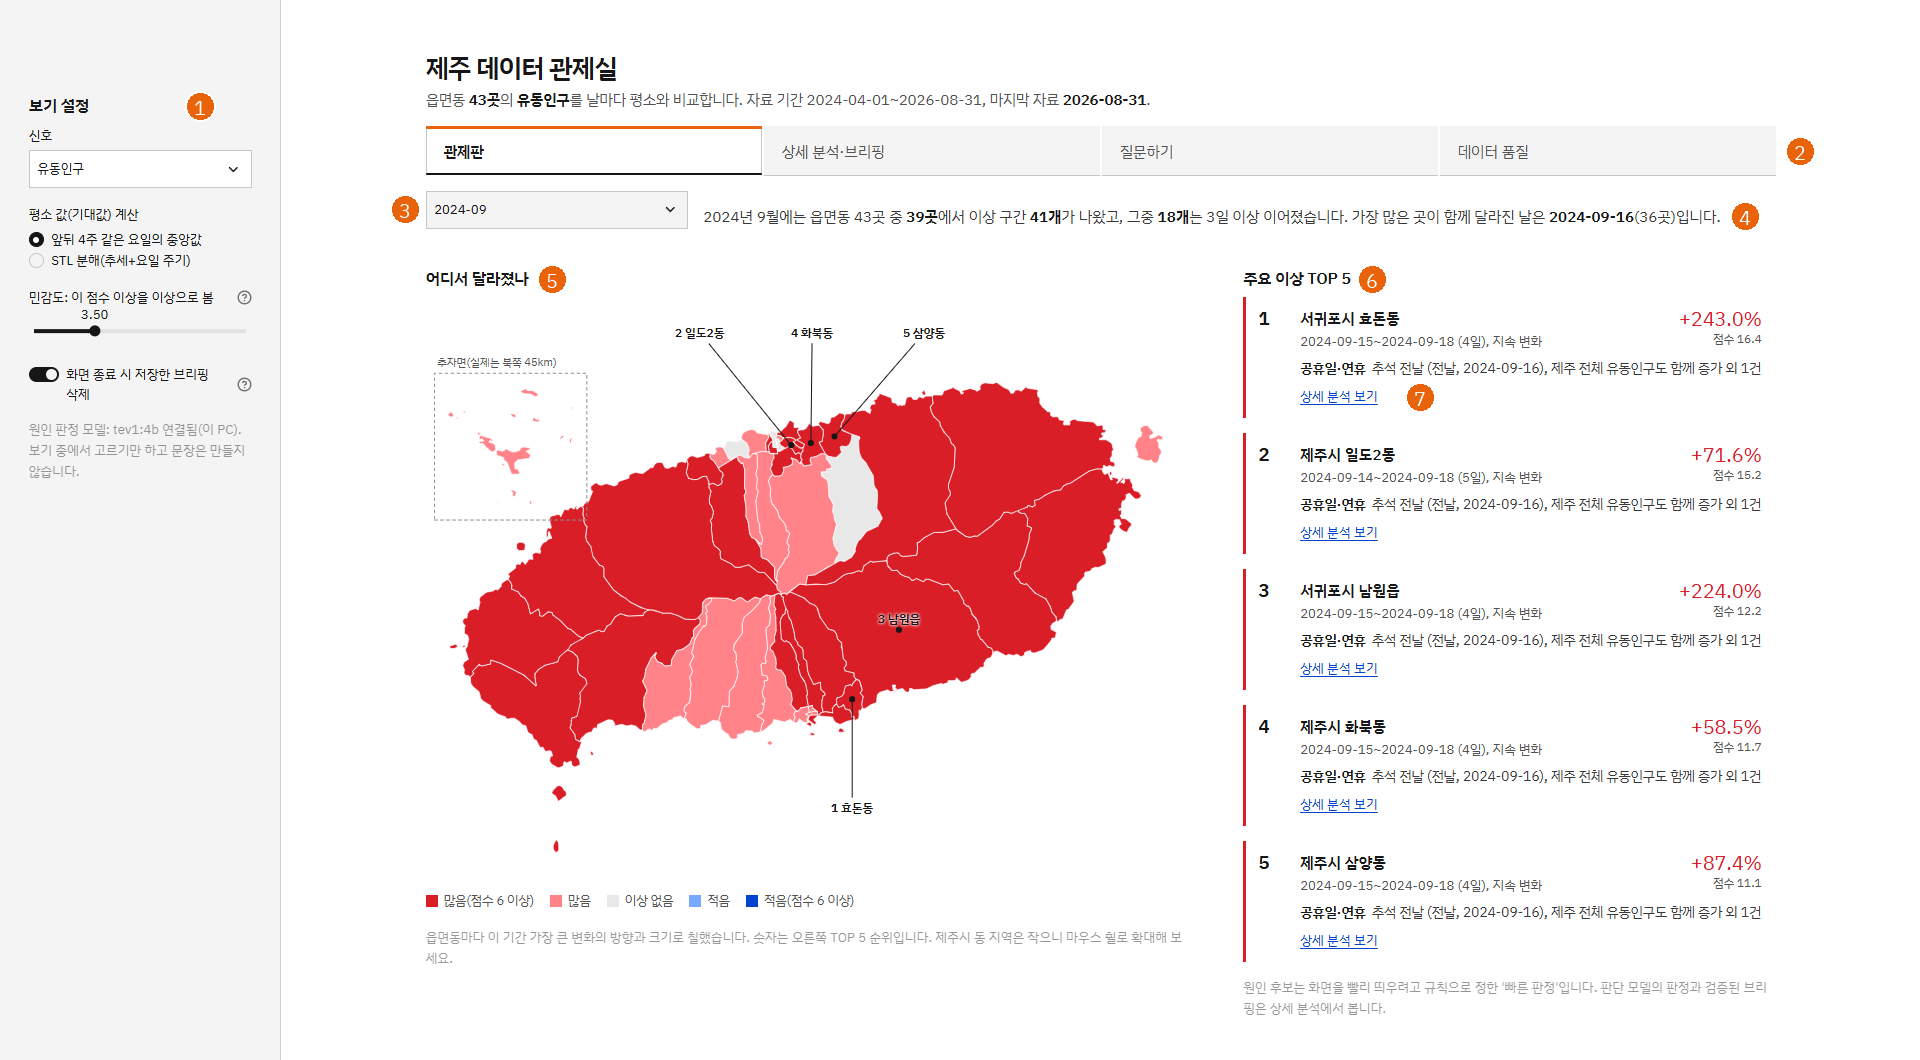 보기 설정
1
신호
유동인구
평소 값(기대값) 계산
앞뒤 4주 같은 요일의 중앙값
STL 분해(추세+요일 주기)
민감도: 이 점수 이상을 이상으로 봄
3.50
화면 종료 시 저장한 브리핑
삭제
원인 판정 모델: tev1:4b 연결됨(이 PC).
보기 중에서 고르기만 하고 문장은 만들지
않습니다.
제주 데이터 관제실
읍면동 43곳의 유동인구를 날마다 평소와 비교합니다. 자료 기간 2024-04-01~2026-08-31, 마지막 자료 2026-08-31.
관제판
상세 분석·브리핑
질문하기
데이터 품질
2
3
2024-09
2024년 9월에는 읍면동 43곳 중 39곳에서 이상 구간 41개가 나왔고, 그중 18개는 3일 이상 이어졌습니다. 가장 많은 곳이 함께 달라진 날은 2024-09-16(36곳)입니다.
4
어디서 달라졌나
5
2 일도2동
4 화북동
5 삼양동
추자면(실제는 북쪽 45km)
3 남원읍
1 효돈동
많음(점수 6 이상)
많음
이상 없음
적음
적음(점수 6 이상)
읍면동마다 이 기간 가장 큰 변화의 방향과 크기로 칠했습니다. 숫자는 오른쪽 TOP 5 순위입니다. 제주시 동 지역은 작으니 마우스 휠로 확대해 보
세요.
주요 이상 TOP 5
6
1
서귀포시 효돈동
+243.0%
2024-09-15~2024-09-18 (4일), 지속 변화
점수 16.4
공휴일·연휴 추석 전날 (전날, 2024-09-16), 제주 전체 유동인구도 함께 증가 외 1건
상세 분석 보기
7
2
제주시 일도2동
+71.6%
2024-09-14~2024-09-18 (5일), 지속 변화
점수 15.2
공휴일·연휴 추석 전날 (전날, 2024-09-16), 제주 전체 유동인구도 함께 증가 외 1건
상세 분석 보기
3
서귀포시 남원읍
+224.0%
2024-09-15~2024-09-18 (4일), 지속 변화
점수 12.2
공휴일·연휴 추석 전날 (전날, 2024-09-16), 제주 전체 유동인구도 함께 증가 외 1건
상세 분석 보기
4
제주시 화북동
+58.5%
2024-09-15~2024-09-18 (4일), 지속 변화
점수 11.7
공휴일·연휴 추석 전날 (전날, 2024-09-16), 제주 전체 유동인구도 함께 증가 외 1건
상세 분석 보기
5
제주시 삼양동
+87.4%
2024-09-15~2024-09-18 (4일), 지속 변화
점수 11.1
공휴일·연휴 추석 전날 (전날, 2024-09-16), 제주 전체 유동인구도 함께 증가 외 1건
상세 분석 보기
원인 후보는 화면을 빨리 띄우려고 규칙으로 정한 '빠른 판정'입니다. 판단 모델의 판정과 검증된 브리
핑은 상세 분석에서 봅니다.